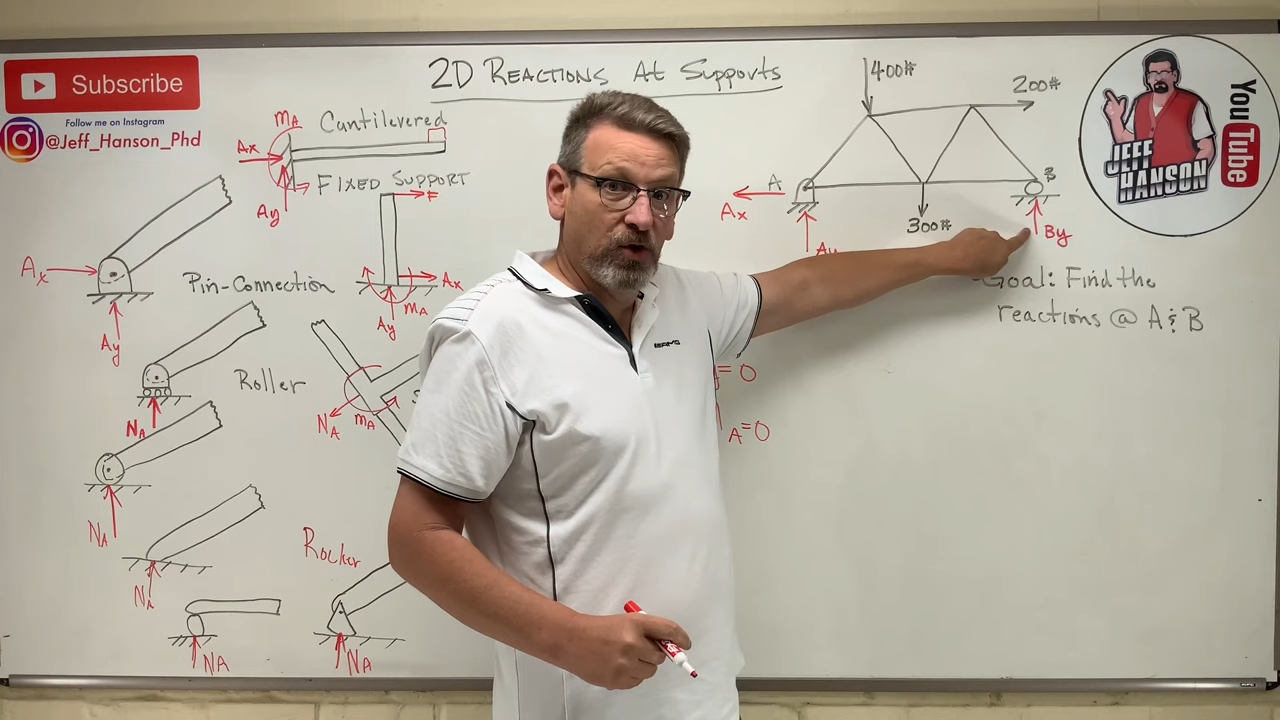 2D REACTIONS At Supports
Subscribe
Follow me on Instagram
@Jeff_Hanson_Phd
mA
Cantilevered
Ax
FIXED SUPPORT
Ay
F
Ax
Pin-Connection
Ay
Ax
mA
Ay
Roller
NA
NA
mA
NA
NA
Rocker
NA
NA
400#
200#
A
B
Ax
300#
By
Goal: Find the
reactions @ A & B
= 0
A=0
JEFF
HANSON
YouTube